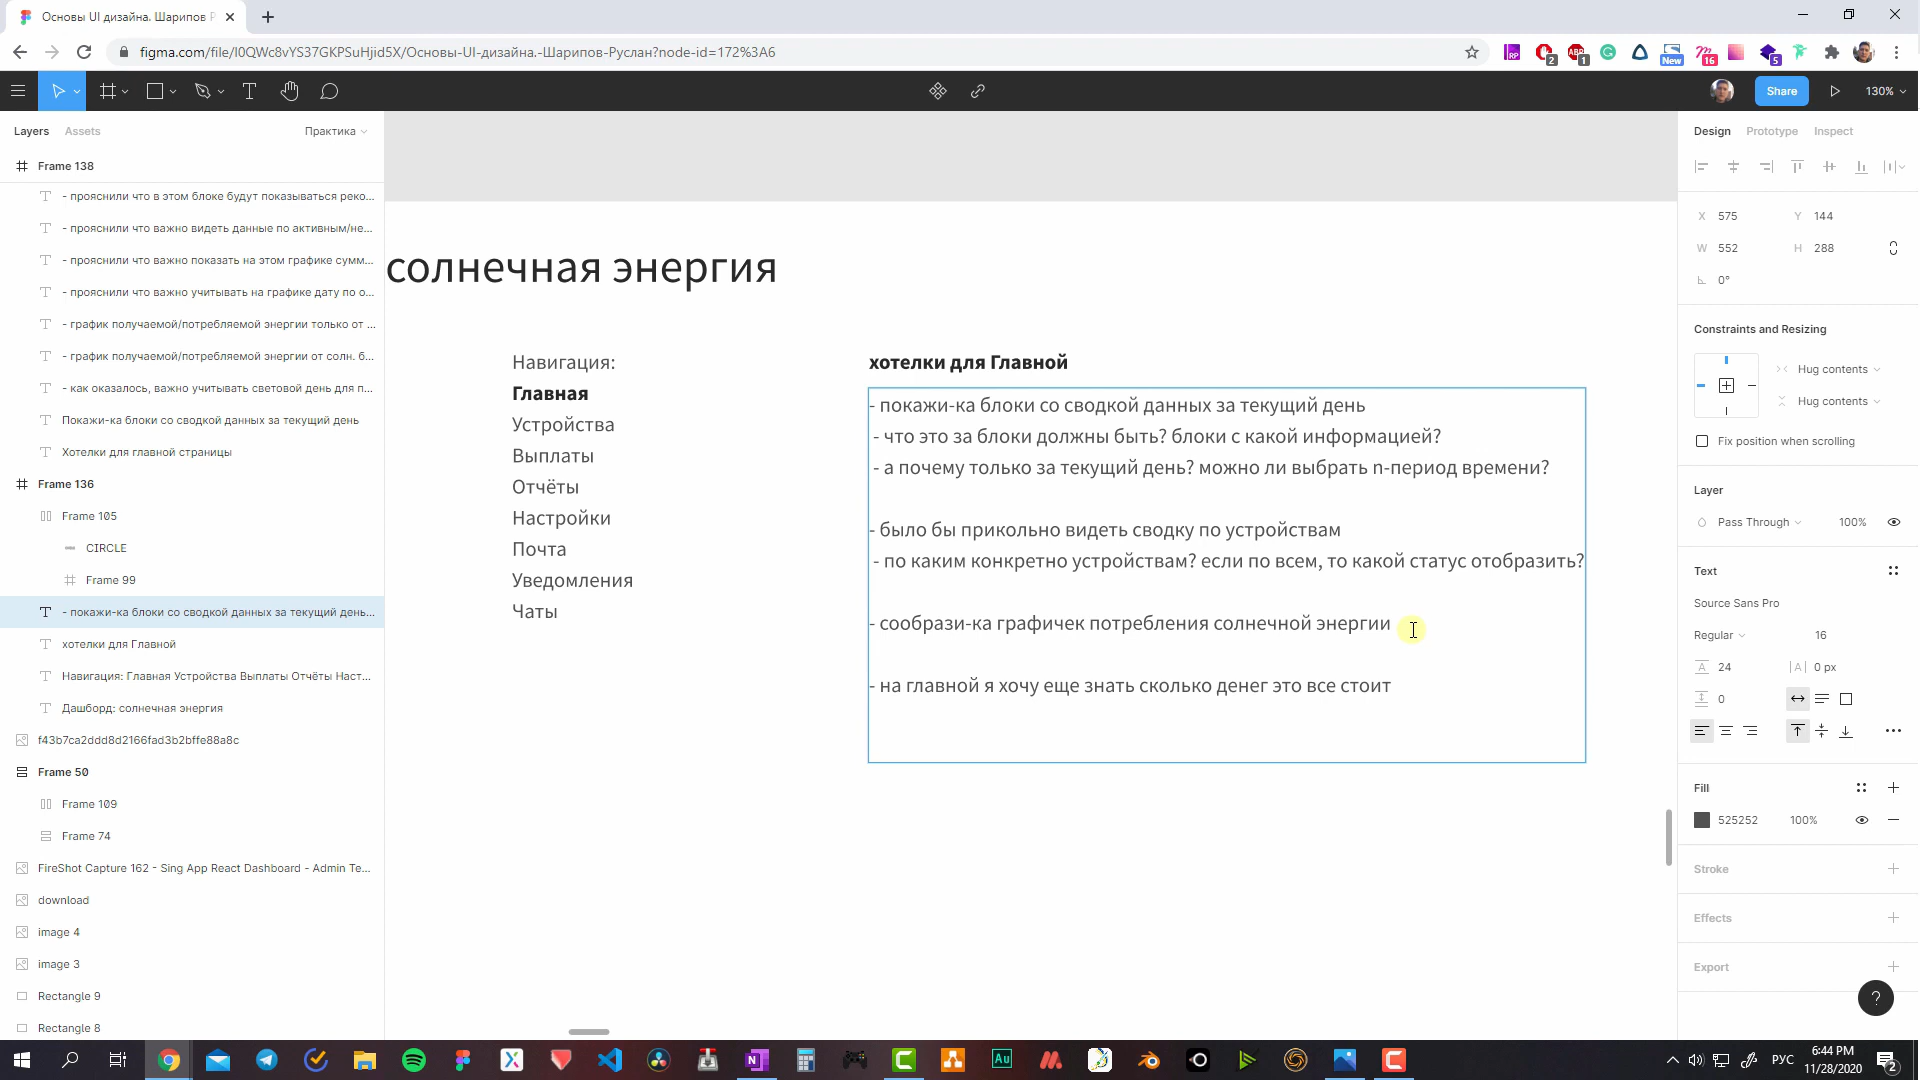 Основы UI дизайна. Шарипов Р
figma.com/file/I0QWc8vYS37GKPSuHjid5X/Основы-UI-дизайна.-Шарипов-Руслан?node-id=172%3A6
2
1
New
16
5
Share
130%
Layers
Assets
Практика
Frame 138
- прояснили что в этом блоке будут показываться реко...
- прояснили что важно видеть данные по активным/не...
- прояснили что важно показать на этом графике сумм...
- прояснили что важно учитывать на графике дату по о...
- график получаемой/потребляемой энергии только от ...
- график получаемой/потребляемой энергии от солн. б...
- как оказалось, важно учитывать световой день для п...
Покажи-ка блоки со сводкой данных за текущий день
Хотелки для главной страницы
Frame 136
Frame 105
CIRCLE
Frame 99
- покажи-ка блоки со сводкой данных за текущий день...
хотелки для Главной
Навигация: Главная Устройства Выплаты Отчёты Наст...
Дашборд: солнечная энергия
f43b7ca2ddd8d2166fad3b2bffe88a8c
Frame 50
Frame 109
Frame 74
FireShot Capture 162 - Sing App React Dashboard - Admin Te...
download
image 4
image 3
Rectangle 9
Rectangle 8
солнечная энергия
Навигация:
Главная
Устройства
Выплаты
Отчёты
Настройки
Почта
Уведомления
Чаты
хотелки для Главной
- покажи-ка блоки со сводкой данных за текущий день
- что это за блоки должны быть? блоки с какой информацией?
- а почему только за текущий день? можно ли выбрать n-период времени?
- было бы прикольно видеть сводку по устройствам
- по каким конкретно устройствам? если по всем, то какой статус отобразить?
- сообрази-ка графичек потребления солнечной энергии
- на главной я хочу еще знать сколько денег это все стоит
Design
Prototype
Inspect
X 575
Y 144
W 552
H 288
0°
Constraints and Resizing
Hug contents
Hug contents
Fix position when scrolling
Layer
Pass Through
100%
Text
Source Sans Pro
Regular
16
24
0 px
0
Fill
525252
100%
Stroke
Effects
Export
?
РУС
6:44 PM
11/28/2020
2